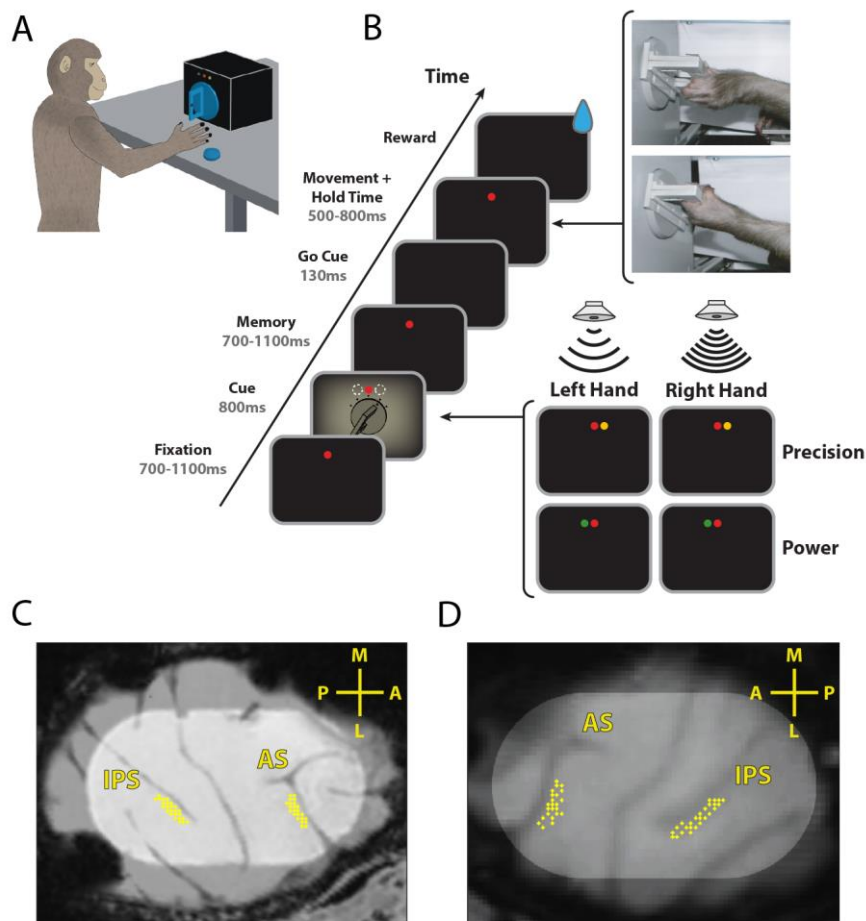 A
B
Time
Reward
Movement +
Hold Time
500-800ms
Go Cue
130ms
Memory
700-1100ms
Cue
800ms
Fixation
700-1100ms
Left Hand
Right Hand
Precision
Power
C
M
P
A
L
AS
IPS
D
M
A
P
L
AS
IPS